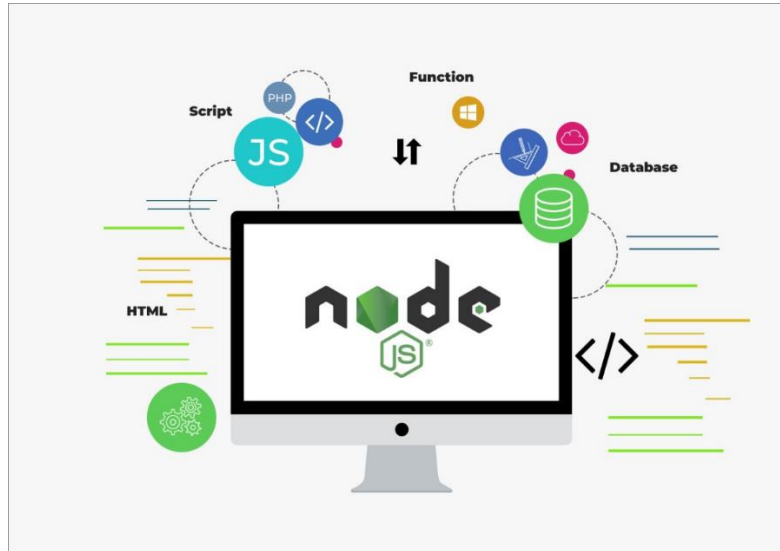 Function
PHP
Script
</>
JS
Database
node
JS®
HTML
</>